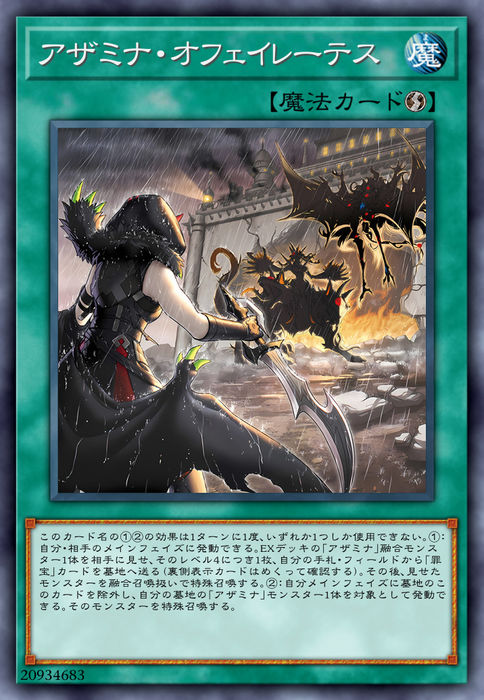 アザミナ・オフェイレーテス
魔
【魔法カード】
このカード名の①②の効果は1ターンに1度、いずれか1つしか使用できない。①：
自分・相手のメインフェイズに発動できる。EXデッキの「アザミナ」融合モンス
ター1体を相手に見せ、そのレベル4につき1枚、自分の手札・フィールドから「罪
宝」カードを墓地へ送る（裏側表示カードはめくって確認する）。その後、見せた
モンスターを融合召喚扱いで特殊召喚する。②：自分メインフェイズに墓地のこ
のカードを除外し、自分の墓地の「アザミナ」モンスター1体を対象として発動で
きる。そのモンスターを特殊召喚する。
20934683